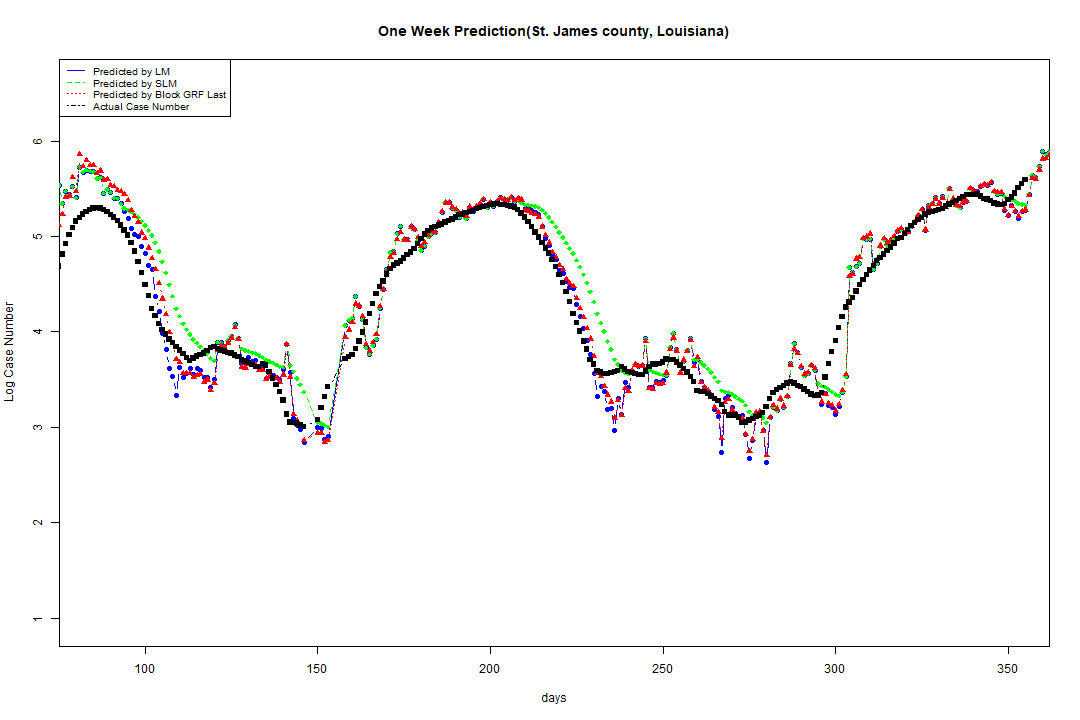 One Week Prediction(St. James county, Louisiana)
Predicted by LM
Predicted by SLM
Predicted by Block GRF Last
Actual Case Number
6
5
4
3
2
1
Log Case Number
100 150 200 250 300 350
days